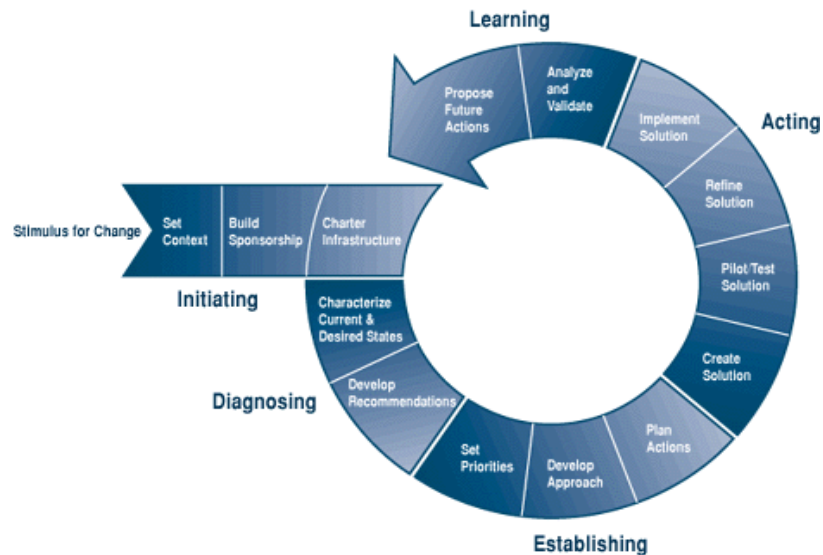 Learning
Analyze
and
Validate
Propose
Future
Actions
Implement
Solution
Acting
Refine
Solution
Stimulus for Change
Set
Context
Build
Sponsorship
Charter
Infrastructure
Pilot/Test
Solution
Initiating
Characterize
Current &
Desired States
Create
Solution
Diagnosing
Develop
Recommendations
Set
Priorities
Develop
Approach
Plan
Actions
Establishing